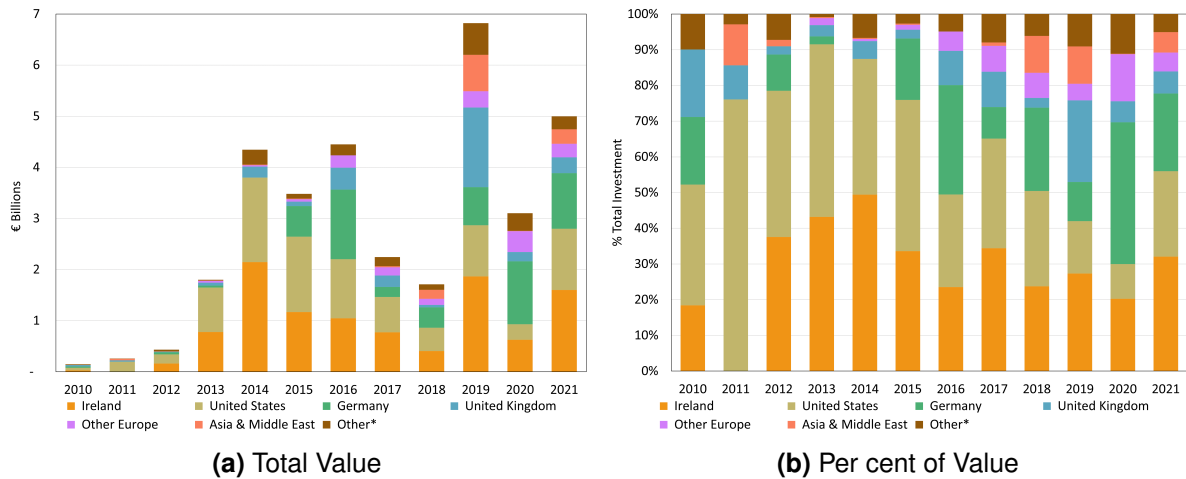 7
6
5
4
3
2
1
-
€ Billions
2010 2011 2012 2013 2014 2015 2016 2017 2018 2019 2020 2021
Ireland United States Germany United Kingdom
Other Europe Asia & Middle East Other*
(a) Total Value
100%
90%
80%
70%
60%
50%
40%
30%
20%
10%
0%
% Total Investment
2010 2011 2012 2013 2014 2015 2016 2017 2018 2019 2020 2021
Ireland United States Germany United Kingdom
Other Europe Asia & Middle East Other*
(b) Per cent of Value